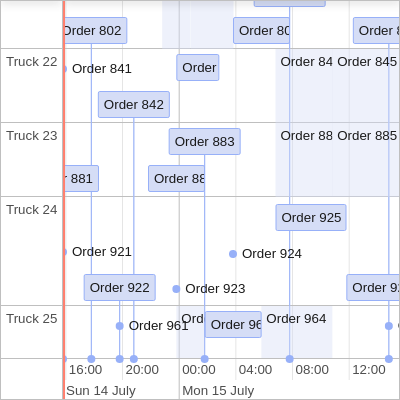 Order 802
Order 80
Order 8
Truck 22
Order 841
Order
Order 84
Order 845
Order 842
Truck 23
Order 883
Order 88
Order 885
r 881
Order 88
Truck 24
Order 925
Order 921
Order 924
Order 922
Order 923
Order 92
Truck 25
Order 961
Ord
Order 96
Order 964
16:00
20:00
00:00
04:00
08:00
12:00
Sun 14 July
Mon 15 July